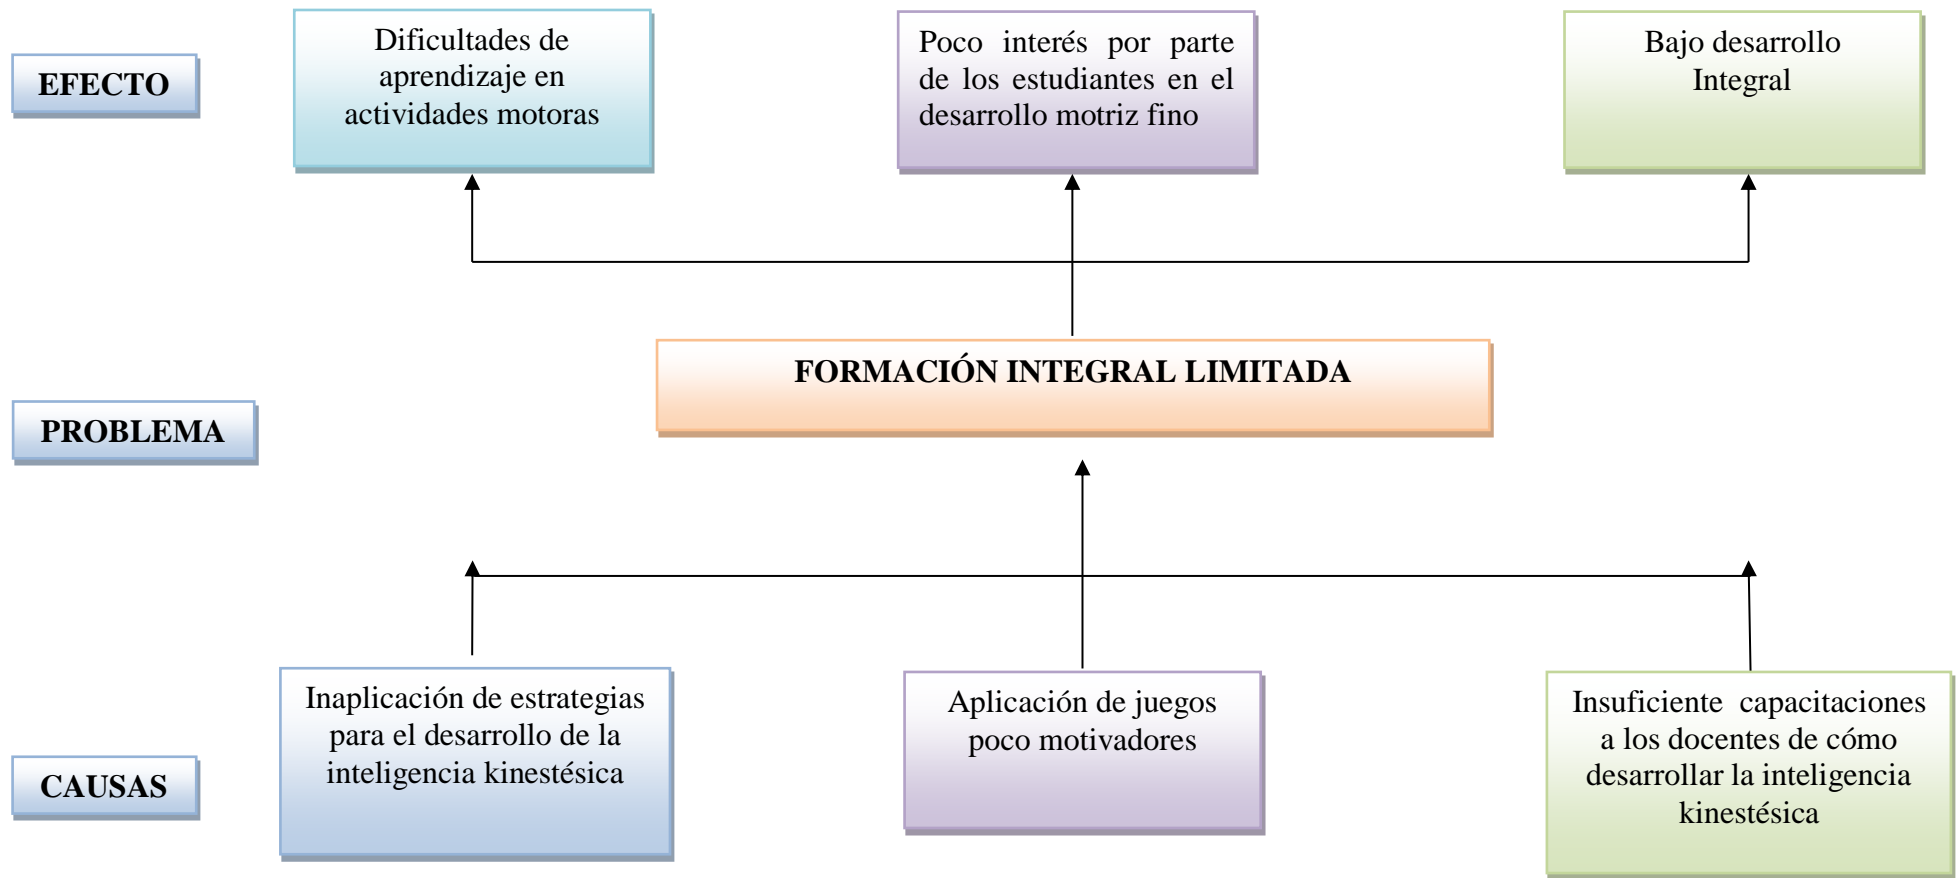 EFECTO
Dificultades de
aprendizaje en
actividades motoras
Poco interés por parte
de los estudiantes en el
desarrollo motriz fino
Bajo desarrollo
Integral
PROBLEMA
FORMACIÓN INTEGRAL LIMITADA
CAUSAS
Inaplicación de estrategias
para el desarrollo de la
inteligencia kinestésica
Aplicación de juegos
poco motivadores
Insuficiente capacitaciones
a los docentes de cómo
desarrollar la inteligencia
kinestésica